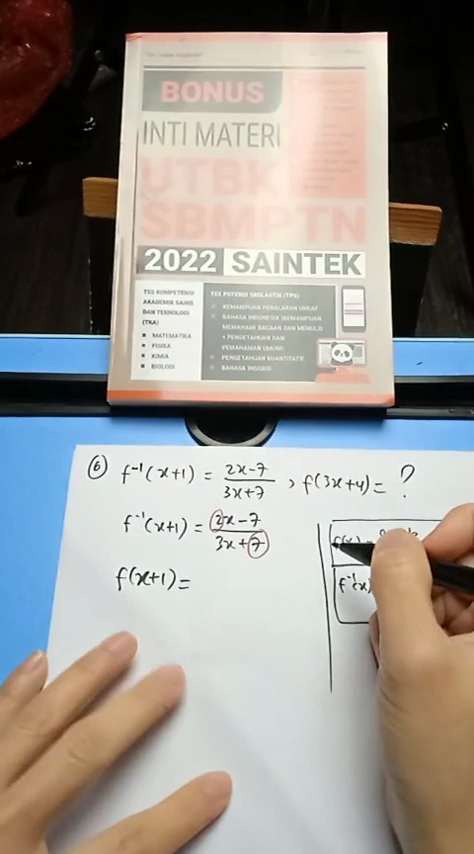 BONUS
INTI MATERI
UTBK
SBMPTN
2022 SAINTEK
TES KOMPETENSI
AKADEMIK SAINS
DAN TEKNOLOGI
(TKA)
MATEMATIKA
FISIKA
KIMIA
BIOLOGI
TES POTENSI SKOLASTIK (TPS)
KEMAMPUAN PENALARAN UMUM
BAHASA INDONESIA (KEMAMPUAN
MEMAHAMI BACAAN DAN MENULIS
+ PENGETAHUAN DAN
PEMAHAMAN UMUM)
PENGETAHUAN KUANTITATIF
BAHASA INGGRIS
⑥ f⁻¹(x+1) = (2x-7)/(3x+7) , f(3x+4) = ?
f⁻¹(x+1) = (2x-7)/(3x+7)
f(x+1) =
f(x) =
f⁻¹(x)